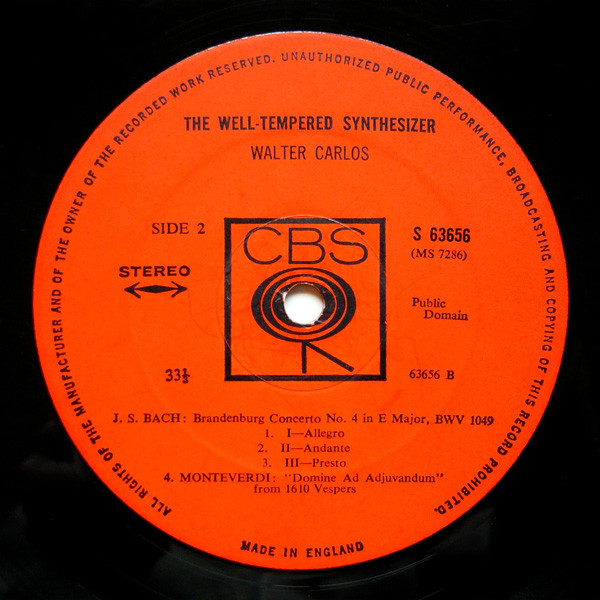 ALL RIGHTS OF THE MANUFACTURER AND OF THE OWNER OF THE RECORDED WORK RESERVED. UNAUTHORIZED PUBLIC PERFORMANCE, BROADCASTING AND COPYING OF THIS RECORD PROHIBITED.
THE WELL-TEMPERED SYNTHESIZER
WALTER CARLOS
SIDE 2
CBS
S 63656
(MS 7286)
STEREO
Public
Domain
33⅓
63656 B
J. S. BACH: Brandenburg Concerto No. 4 in E Major, BWV 1049
1. I—Allegro
2. II—Andante
3. III—Presto
4. MONTEVERDI: "Domine Ad Adjuvandum"
from 1610 Vespers
MADE IN ENGLAND